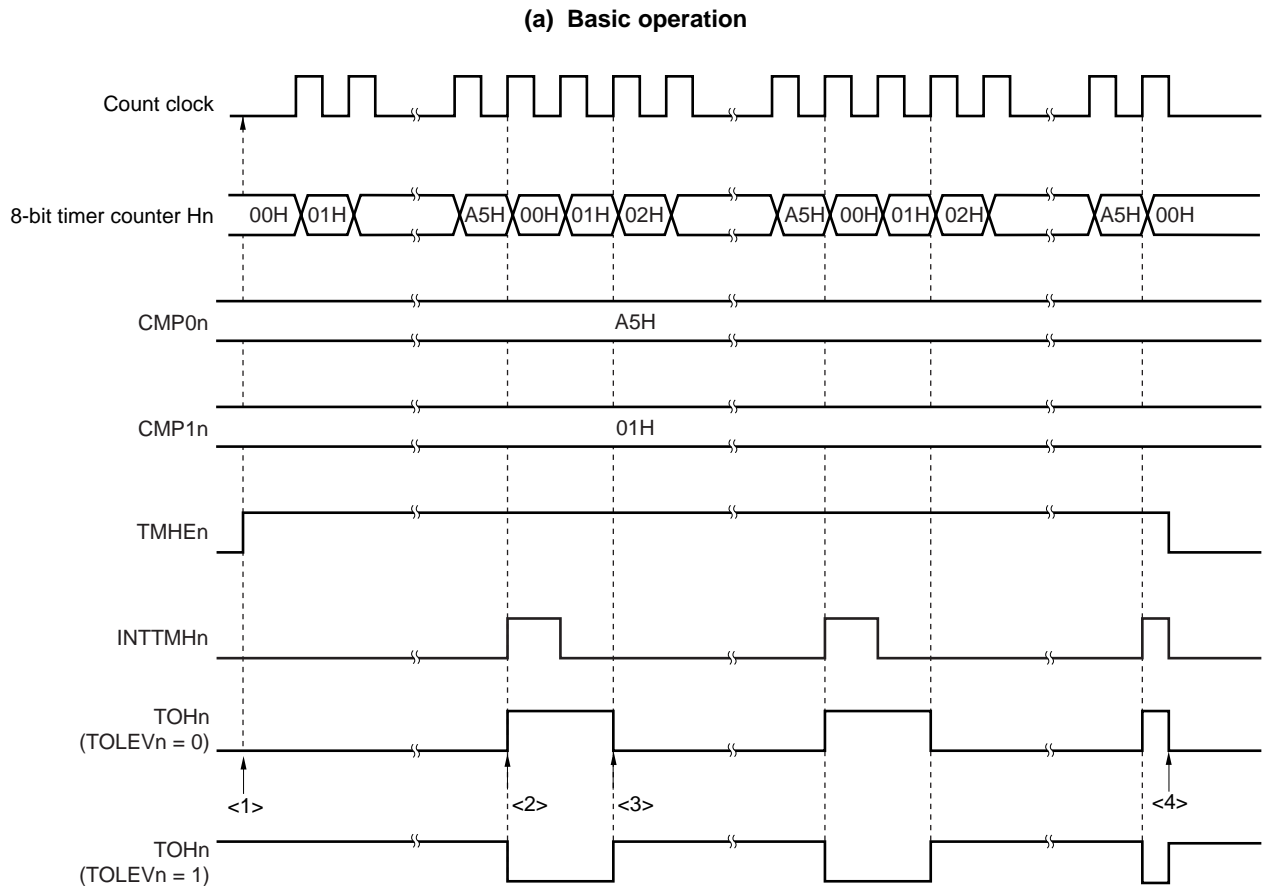 (a) Basic operation
Count clock
8-bit timer counter Hn
00H 01H A5H 00H 01H 02H A5H 00H 01H 02H A5H 00H
CMP0n
A5H
CMP1n
01H
TMHEn
INTTMHn
TOHn
(TOLEVn = 0)
<1> <2> <3> <4>
TOHn
(TOLEVn = 1)